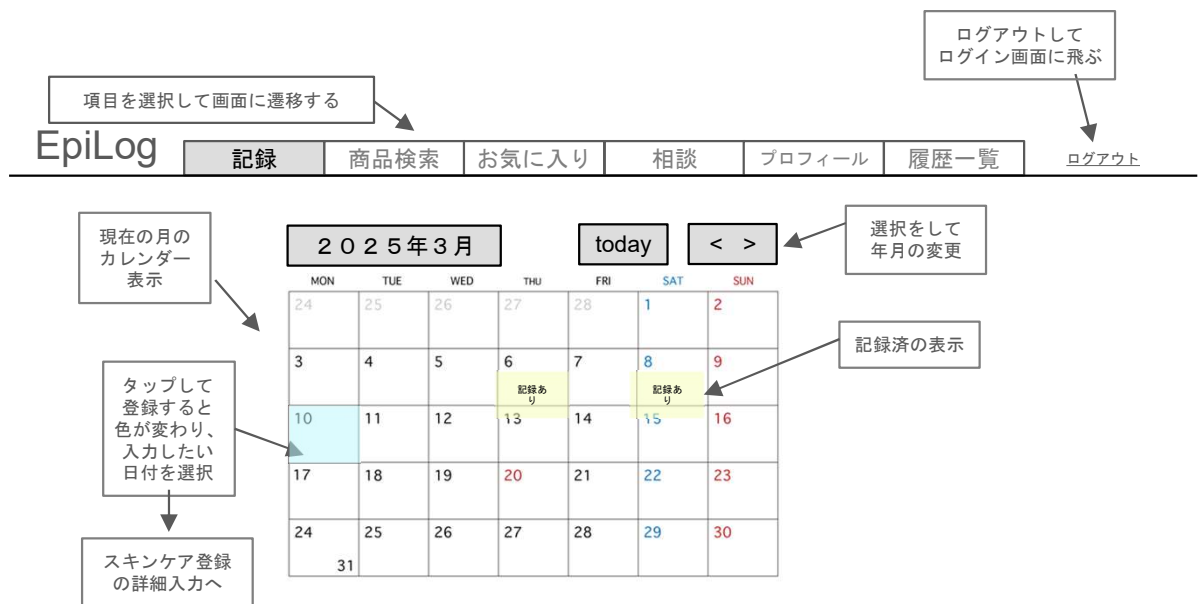 ログアウトして
ログイン画面に飛ぶ
項目を選択して画面に遷移する
EpiLog
記録 商品検索 お気に入り 相談 プロフィール 履歴一覧 ログアウト
現在の月の
カレンダー
表示
２０２５年３月 today < >
選択をして
年月の変更
MON TUE WED THU FRI SAT SUN
24 25 26 27 28 1 2
3 4 5 6 7 8 9
記録あ
り
記録あ
り
記録済の表示
タップして
登録すると
色が変わり、
入力したい
日付を選択
10 11 12 13 14 15 16
17 18 19 20 21 22 23
24 25 26 27 28 29 30
31
スキンケア登録
の詳細入力へ